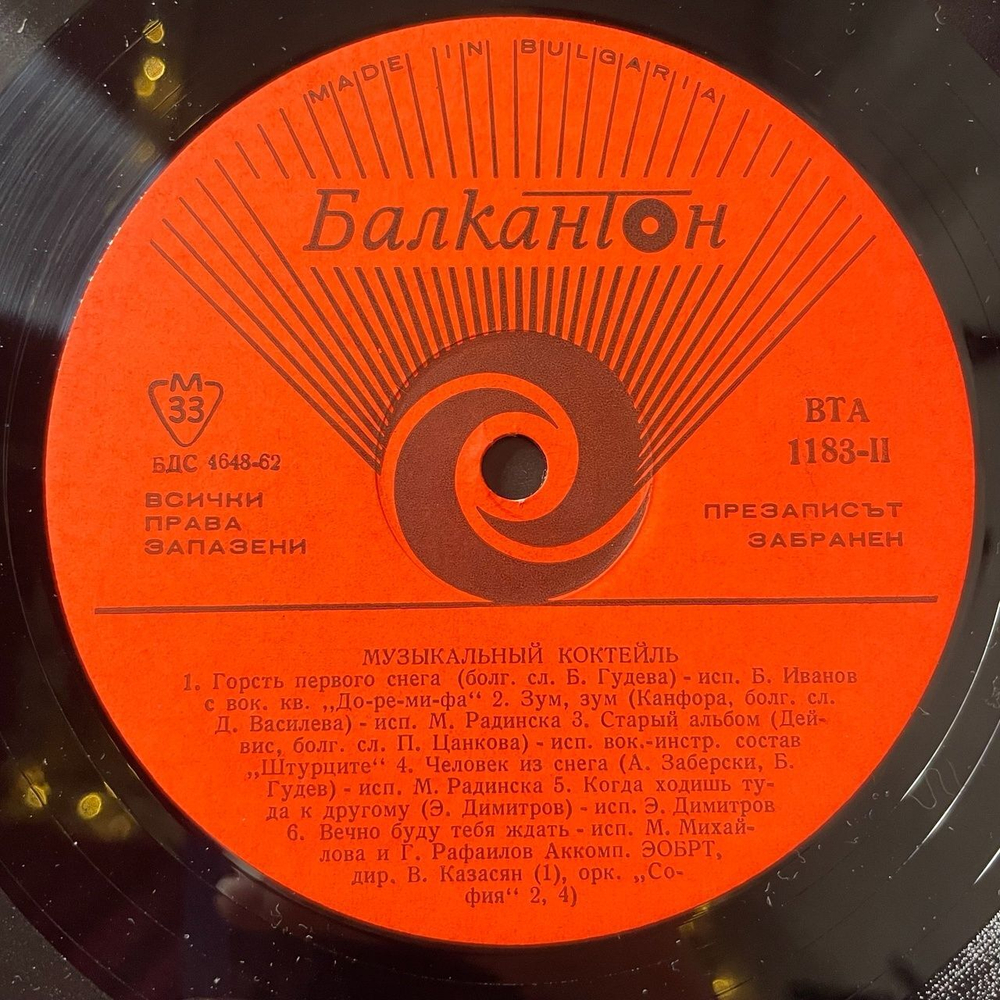 MADE IN BULGARIA
Балкантон
М
33
БДС 4648-62
ВСИЧКИ
ПРАВА
ЗАПАЗЕНИ
ВТА
1183-II
ПРЕЗАПИСЪТ
ЗАБРАНЕН
МУЗЫКАЛЬНЫЙ КОКТЕЙЛЬ
1. Горсть первого снега (болг. сл. Б. Гудева) - исп. Б. Иванов
с вок. кв. „До-ре-ми-фа“ 2. Зум, зум (Канфора, болг. сл.
Д. Василева) - исп. М. Радинска 3. Старый альбом (Дей-
вис, болг. сл. П. Цанкова) - исп. вок.-инстр. состав
„Штурците“ 4. Человек из снега (А. Заберски, Б.
Гудев) - исп. М. Радинска 5. Когда ходишь ту-
да к другому (Э. Димитров) - исп. Э. Димитров
6. Вечно буду тебя ждать - исп. М. Михай-
лова и Г. Рафаилов Аккомп. ЭОБРТ,
дир. В. Казасян (1), орк. „Со-
фия“ 2, 4)